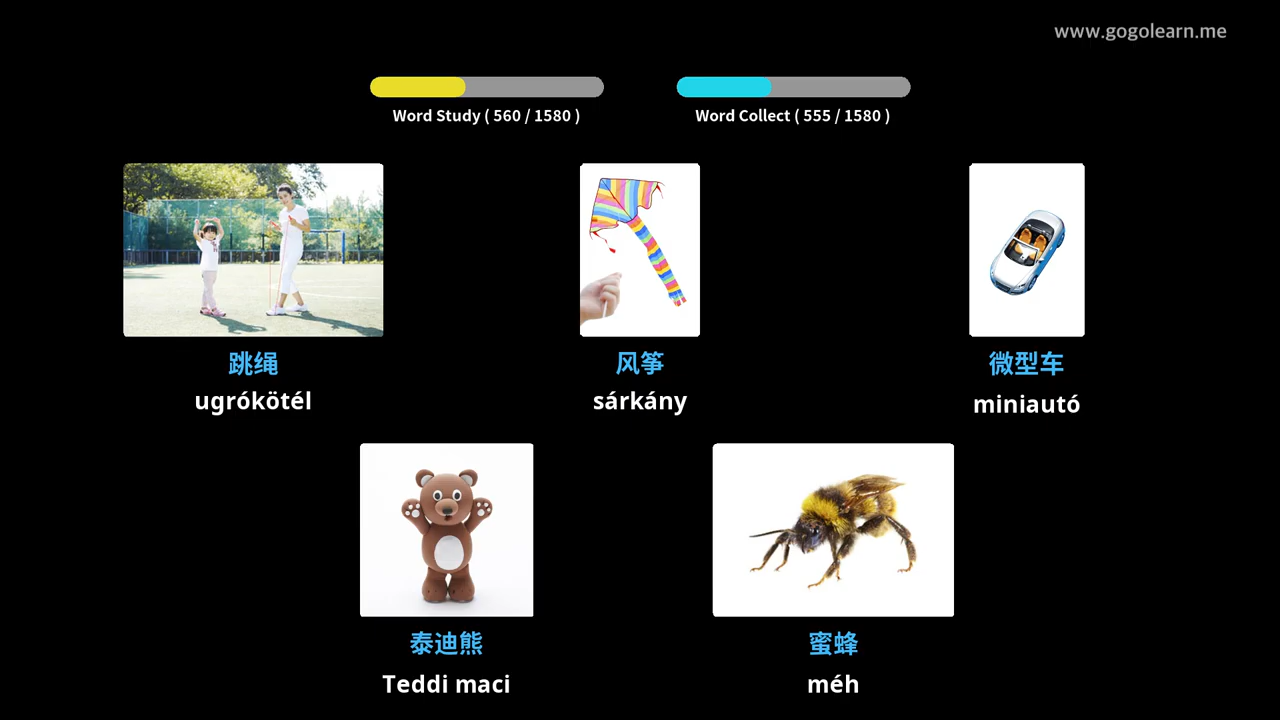 www.gogolearn.me
Word Study ( 560 / 1580 )
Word Collect ( 555 / 1580 )
跳绳
ugrókötél
风筝
sárkány
微型车
miniautó
泰迪熊
Teddi maci
蜜蜂
méh